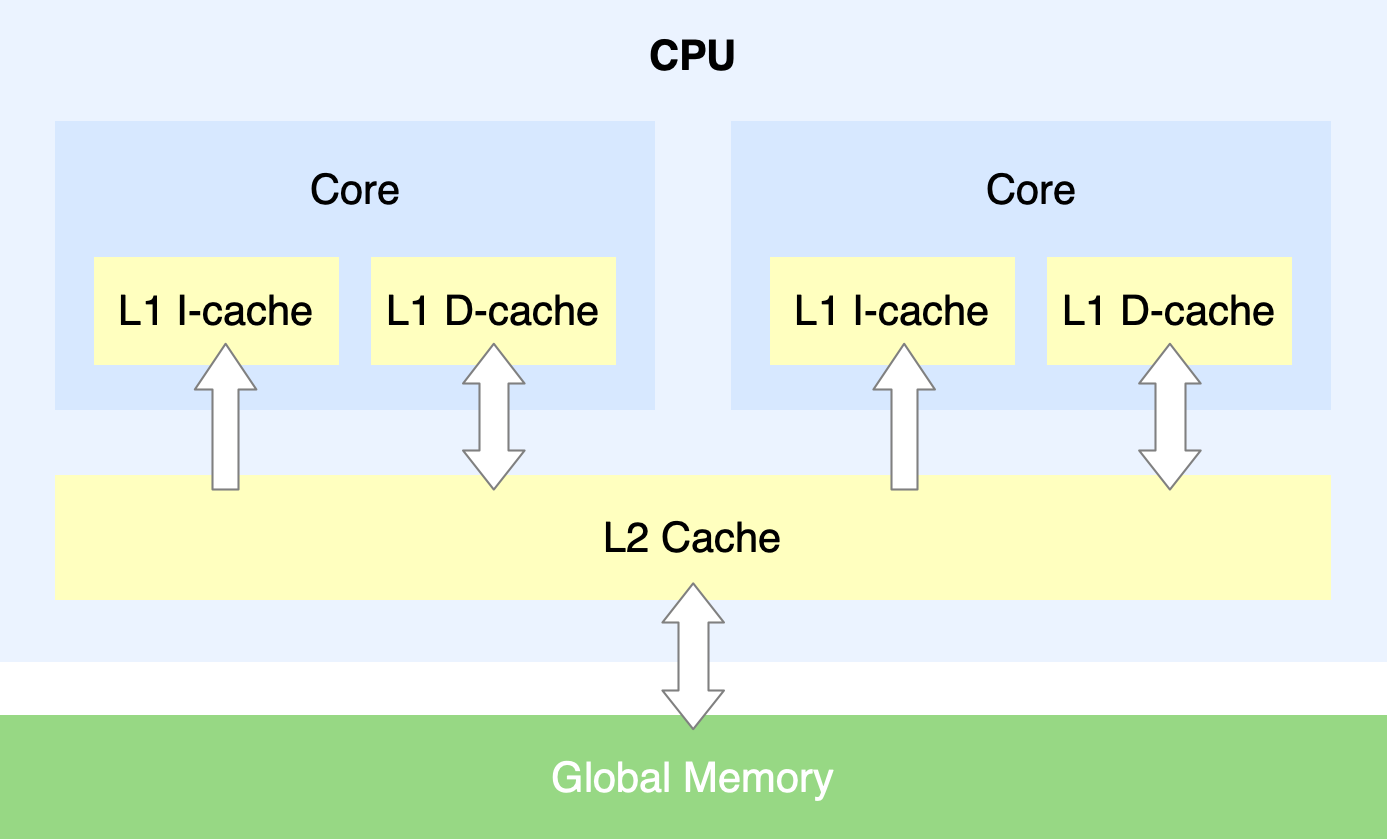 CPU
Core
Core
L1 I-cache
L1 D-cache
L1 I-cache
L1 D-cache
L2 Cache
Global Memory